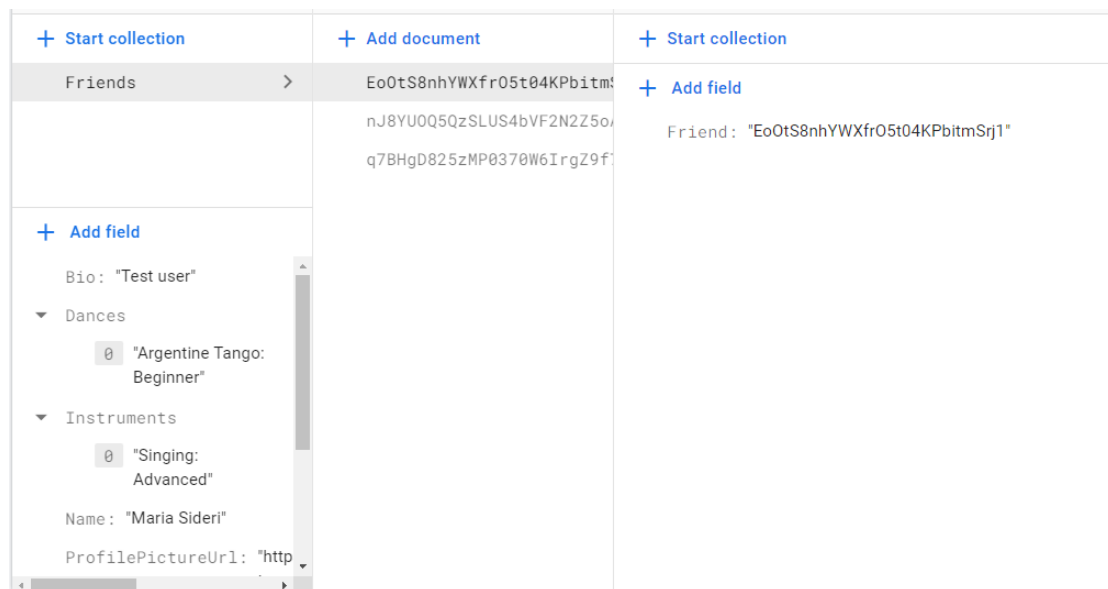 Start collection
Friends
Add field
Bio: "Test user"
Dances
0 "Argentine Tango:
Beginner"
Instruments
0 "Singing:
Advanced"
Name: "Maria Sideri"
ProfilePictureUrl: "http
Add document
EoOtS8nhYWXfrO5t04KPbitmS
nJ8YUOQ5QzSLUS4bVF2N2Z5o
q7BHgD825zMP0370W6IrgZ9f
Start collection
Add field
Friend: "EoOtS8nhYWXfrO5t04KPbitmSrj1"